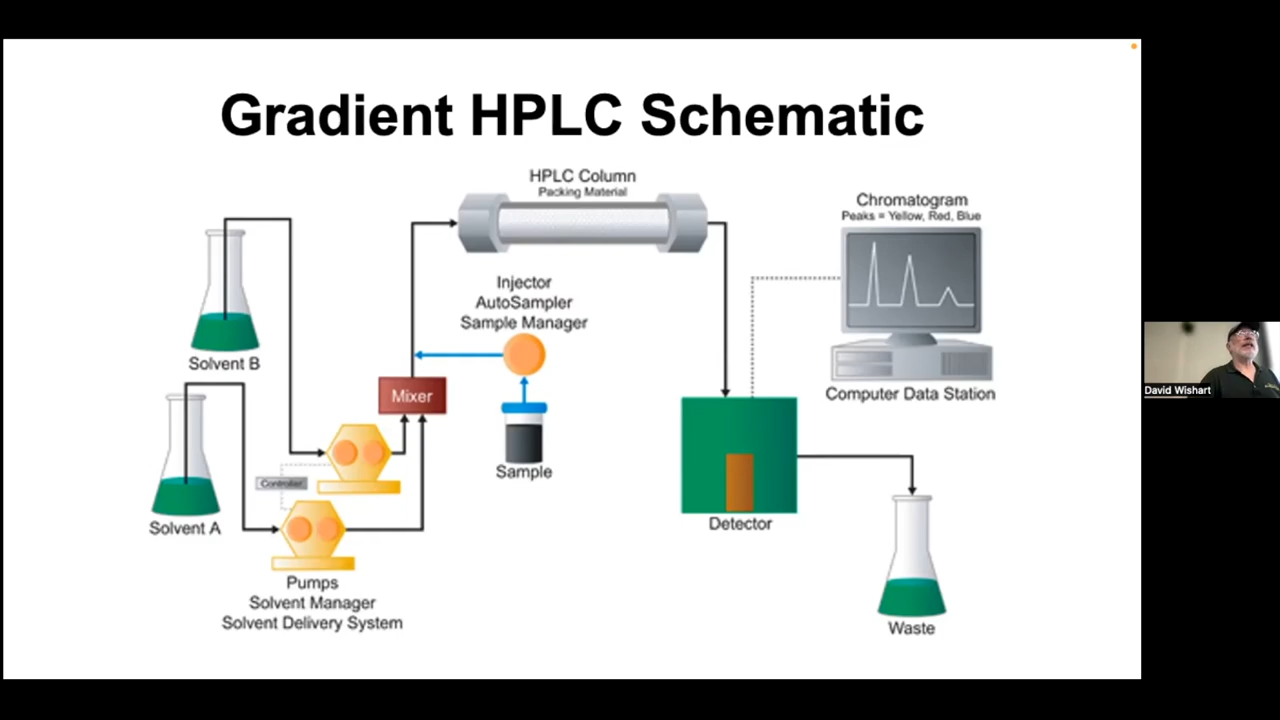 Gradient HPLC Schematic
HPLC Column
Packing Material
Chromatogram
Peaks = Yellow, Red, Blue
Injector
AutoSampler
Sample Manager
Solvent B
Mixer
Computer Data Station
Sample
Controller
Solvent A
Detector
Pumps
Solvent Manager
Solvent Delivery System
Waste
David Wishart